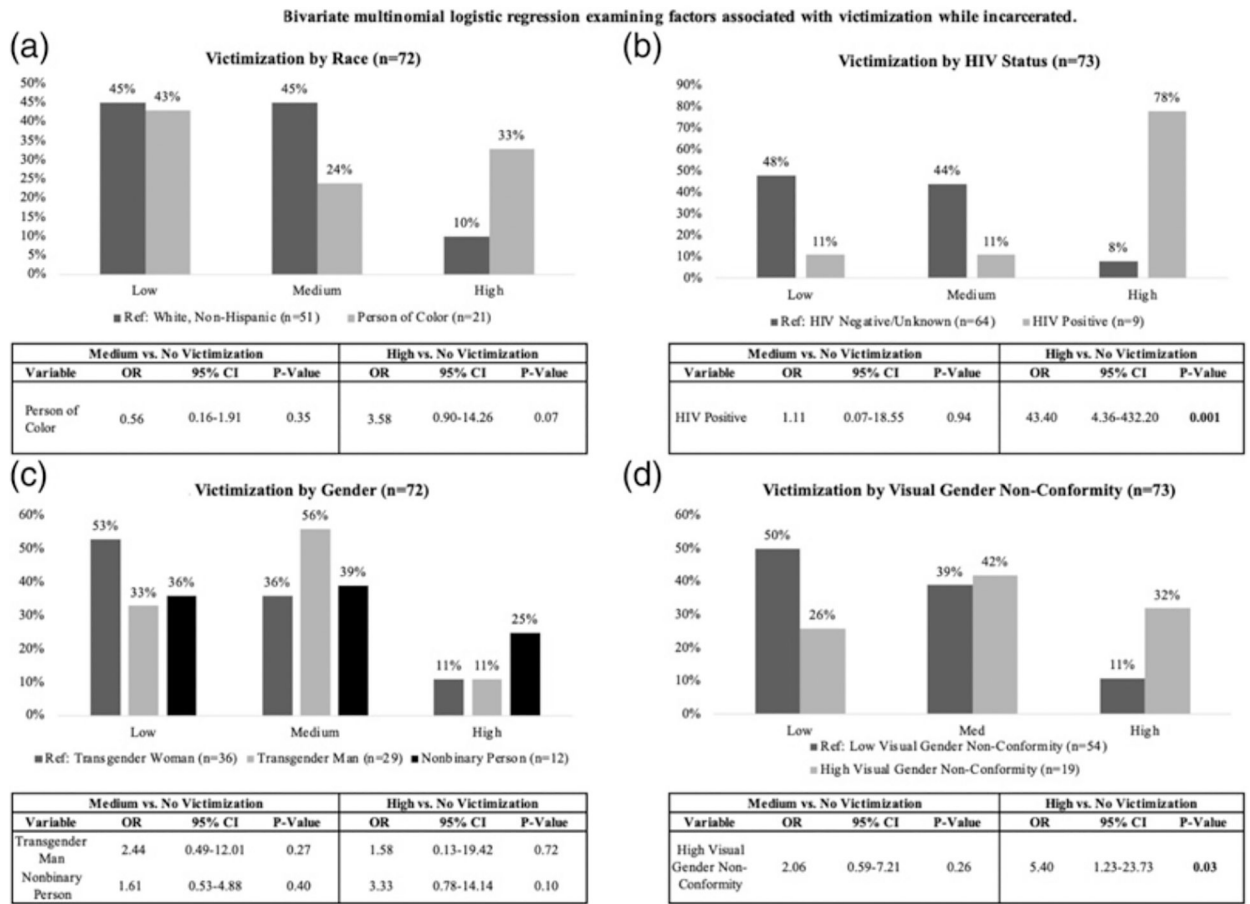 Bivariate multinomial logistic regression examining factors associated with victimization while incarcerated.
(a)
Victimization by Race (n=72)
50%
45%
40%
35%
30%
25%
20%
15%
10%
5%
0%
45% 43% 45% 24% 10% 33%
Low Medium High
Ref: White, Non-Hispanic (n=51) Person of Color (n=21)
Medium vs. No Victimization High vs. No Victimization
Variable OR 95% CI P-Value OR 95% CI P-Value
Person of Color 0.56 0.16-1.91 0.35 3.58 0.90-14.26 0.07
(b)
Victimization by HIV Status (n=73)
90%
80%
70%
60%
50%
40%
30%
20%
10%
0%
48% 11% 44% 11% 8% 78%
Low Medium High
Ref: HIV Negative/Unknown (n=64) HIV Positive (n=9)
Medium vs. No Victimization High vs. No Victimization
Variable OR 95% CI P-Value OR 95% CI P-Value
HIV Positive 1.11 0.07-18.55 0.94 43.40 4.36-432.20 0.001
(c)
Victimization by Gender (n=72)
60%
50%
40%
30%
20%
10%
0%
53% 33% 36% 36% 56% 39% 11% 11% 25%
Low Medium High
Ref: Transgender Woman (n=36) Transgender Man (n=29) Nonbinary Person (n=12)
Medium vs. No Victimization High vs. No Victimization
Variable OR 95% CI P-Value OR 95% CI P-Value
Transgender Man 2.44 0.49-12.01 0.27 1.58 0.13-19.42 0.72
Nonbinary Person 1.61 0.53-4.88 0.40 3.33 0.78-14.14 0.10
(d)
Victimization by Visual Gender Non-Conformity (n=73)
60%
50%
40%
30%
20%
10%
0%
50% 26% 39% 42% 11% 32%
Low Med High
Ref: Low Visual Gender Non-Conformity (n=54)
High Visual Gender Non-Conformity (n=19)
Medium vs. No Victimization High vs. No Victimization
Variable OR 95% CI P-Value OR 95% CI P-Value
High Visual Gender Non-Conformity 2.06 0.59-7.21 0.26 5.40 1.23-23.73 0.03